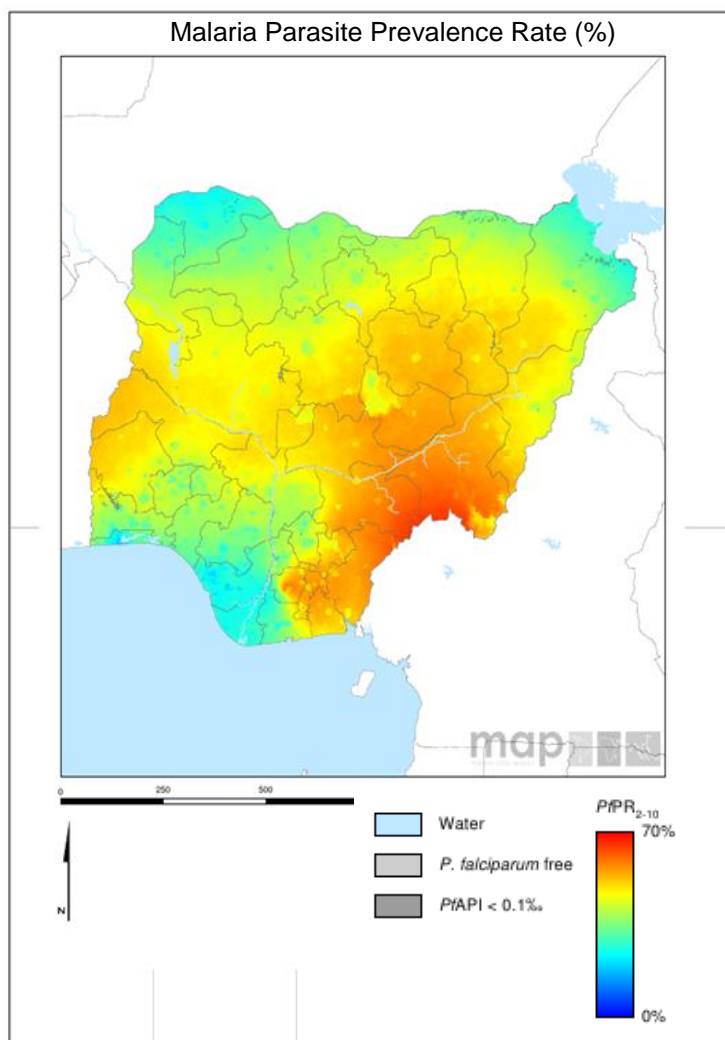 Malaria Parasite Prevalence Rate (%)
map
0 250 500
N
Water
P. falciparum free
PfAPI < 0.1‰
PfPR2-10
70%
0%